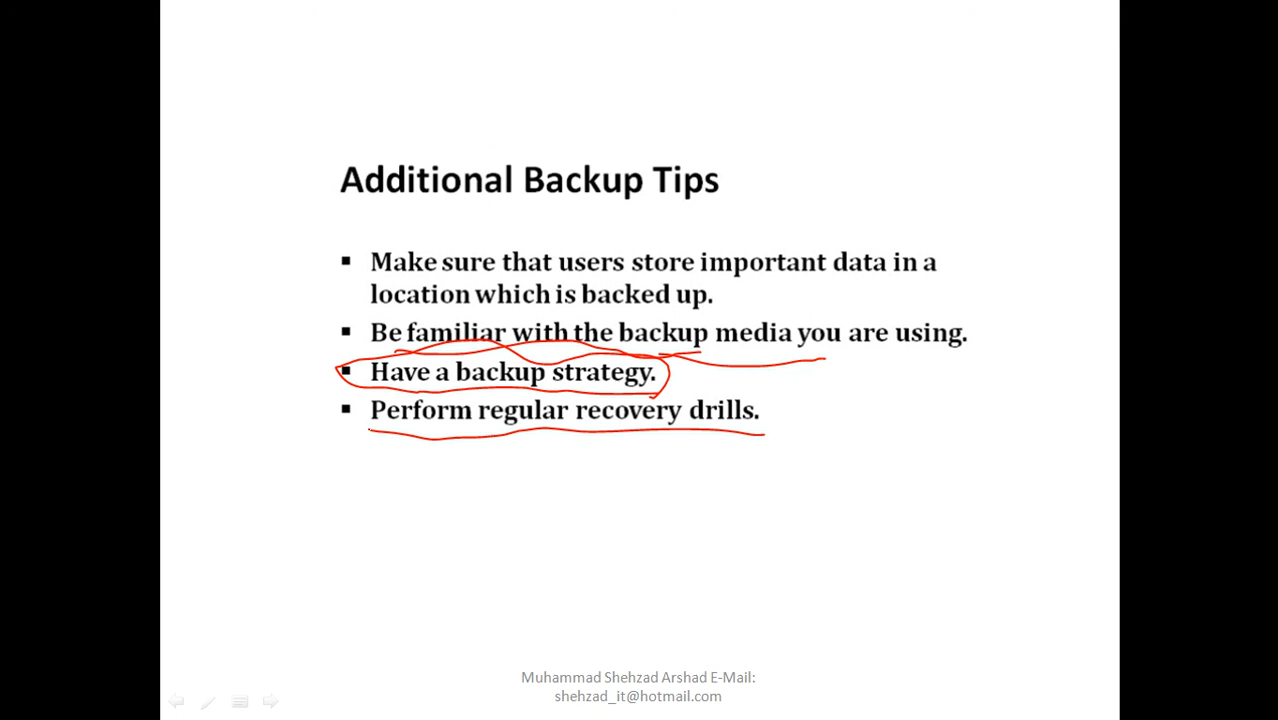 Additional Backup Tips
▪ Make sure that users store important data in a
location which is backed up.
▪ Be familiar with the backup media you are using.
▪ Have a backup strategy.
▪ Perform regular recovery drills.
Muhammad Shehzad Arshad E-Mail:
shehzad_it@hotmail.com